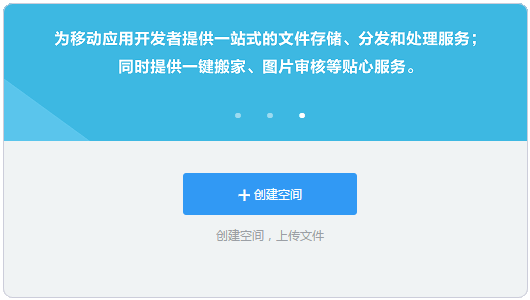 为移动应用开发者提供一站式的文件存储、分发和处理服务；
同时提供一键搬家、图片审核等贴心服务。
+创建空间
创建空间，上传文件